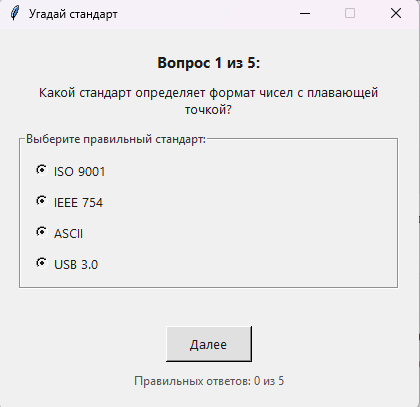 Угадай стандарт
Вопрос 1 из 5:
Какой стандарт определяет формат чисел с плавающей
точкой?
Выберите правильный стандарт:
ISO 9001
IEEE 754
ASCII
USB 3.0
Далее
Правильных ответов: 0 из 5